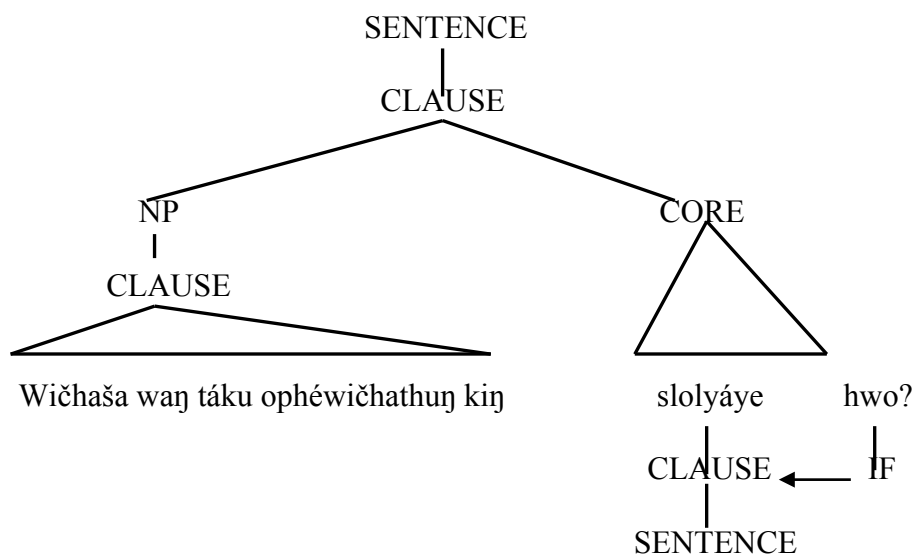 SENTENCE
CLAUSE
NP CORE
CLAUSE
Wičhaša waŋ táku ophéwičhathuŋ kiŋ slolyáye hwo?
CLAUSE IF
SENTENCE